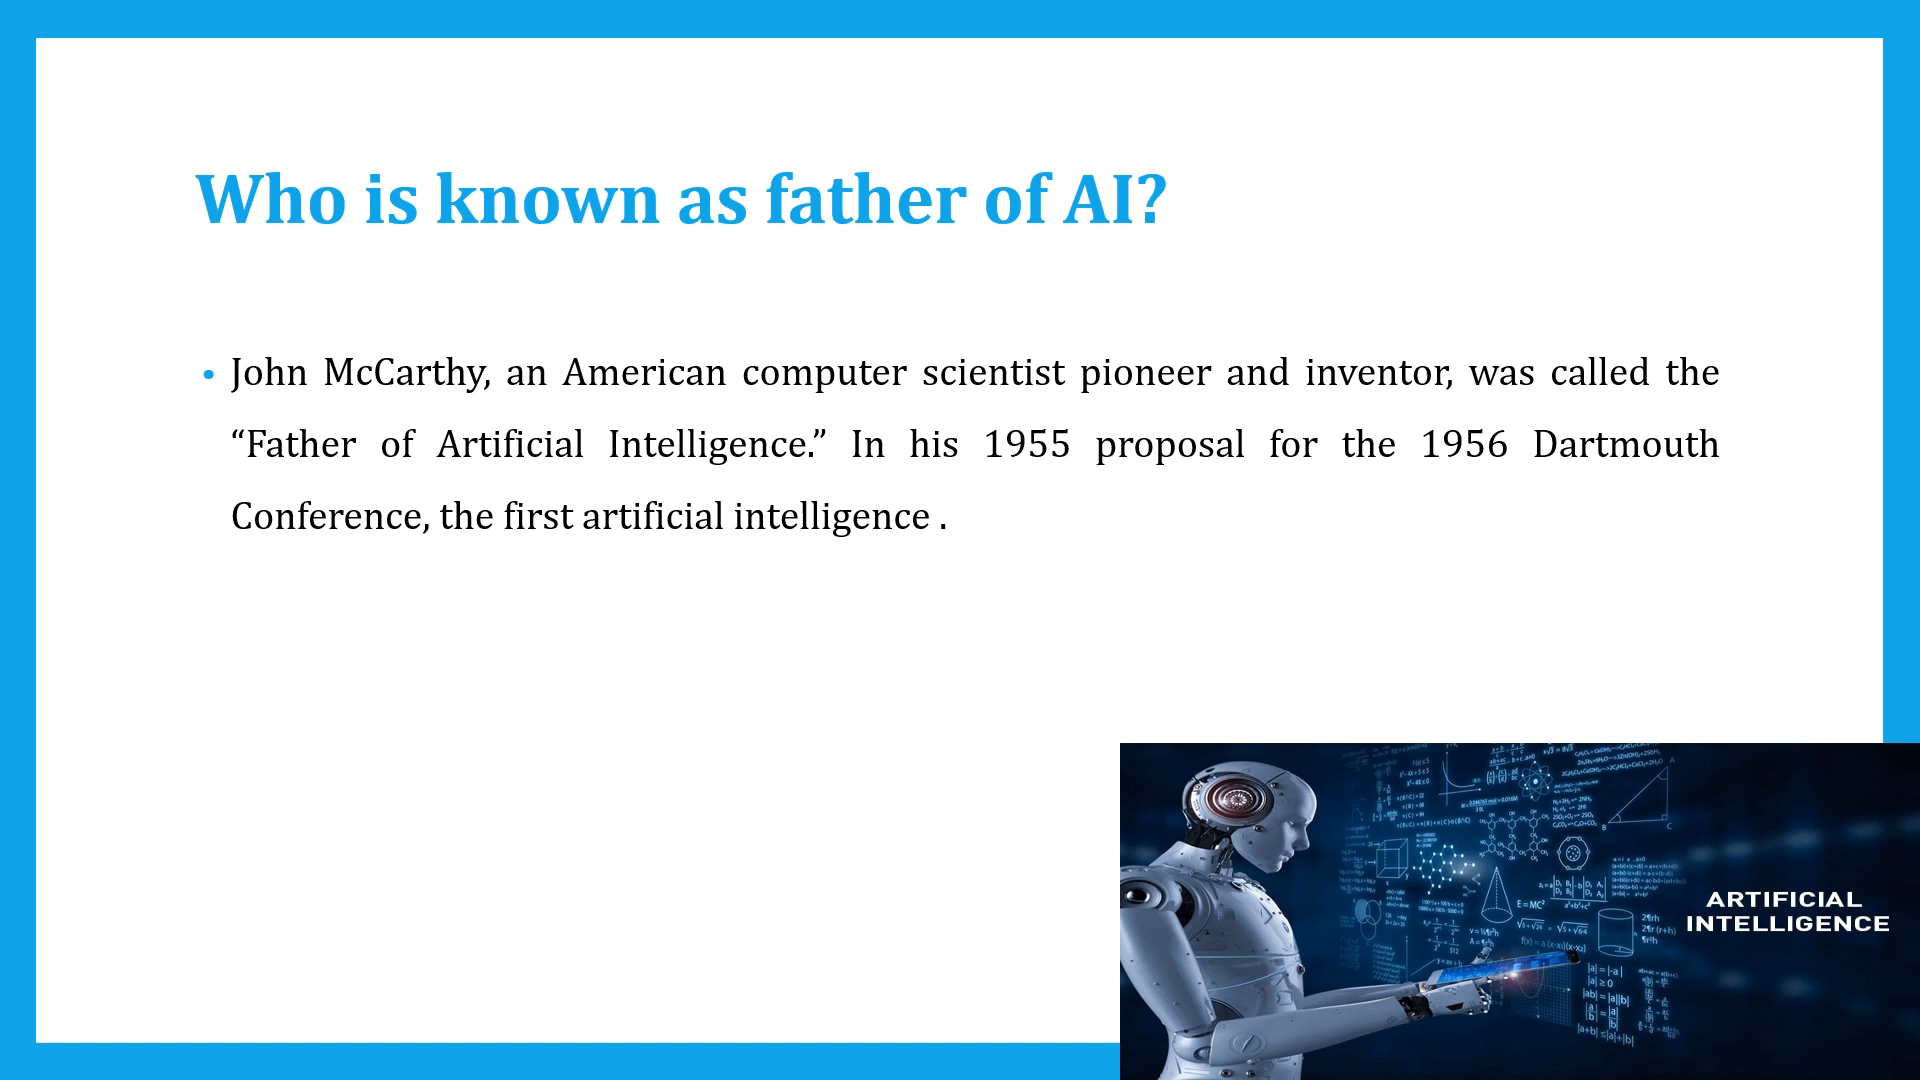 Who is known as father of AI?
• John McCarthy, an American computer scientist pioneer and inventor, was called the
“Father of Artificial Intelligence.” In his 1955 proposal for the 1956 Dartmouth
Conference, the first artificial intelligence .
ARTIFICIAL
INTELLIGENCE
E=MC²